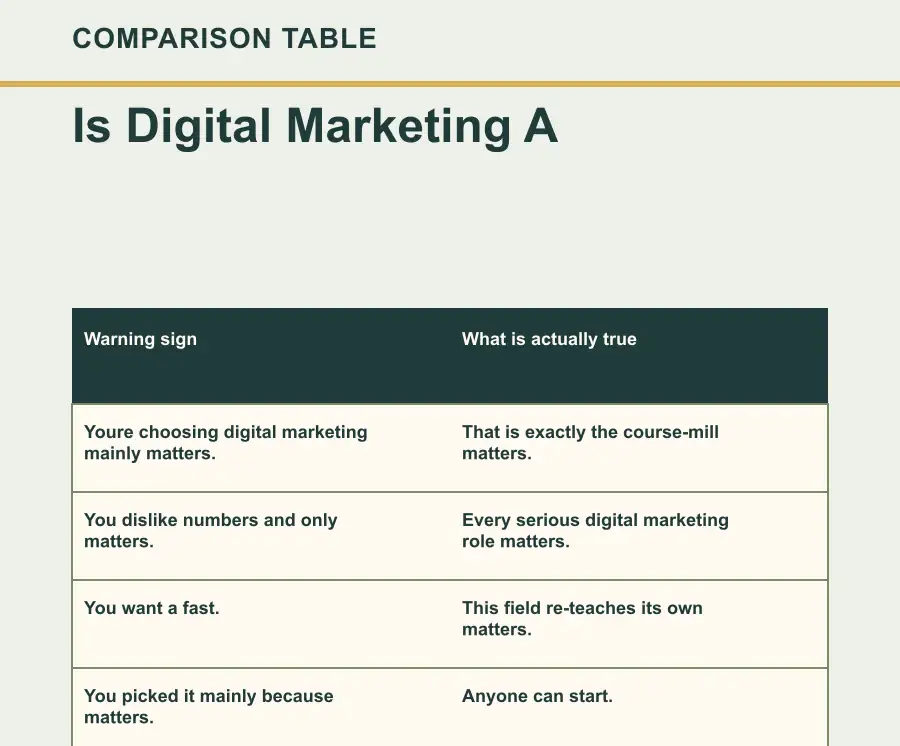 COMPARISON TABLE
Is Digital Marketing A
Warning sign
What is actually true
Youre choosing digital marketing
mainly matters.
That is exactly the course-mill
matters.
You dislike numbers and only
matters.
Every serious digital marketing
role matters.
You want a fast.
This field re-teaches its own
matters.
You picked it mainly because
matters.
Anyone can start.